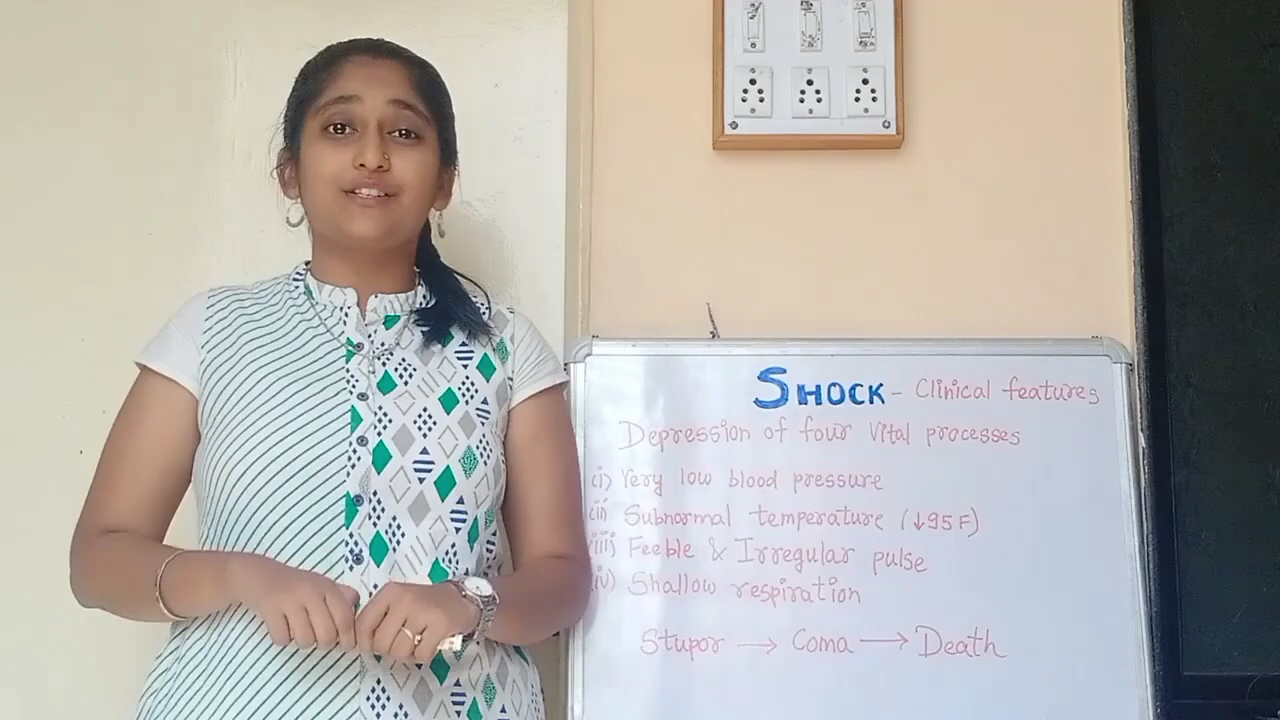 SHOCK - Clinical features
Depression of four Vital processes
(i) Very low blood pressure
(ii) Subnormal temperature (↓95 F)
(iii) Feeble & Irregular pulse
(iv) Shallow respiration
Stupor → Coma → Death